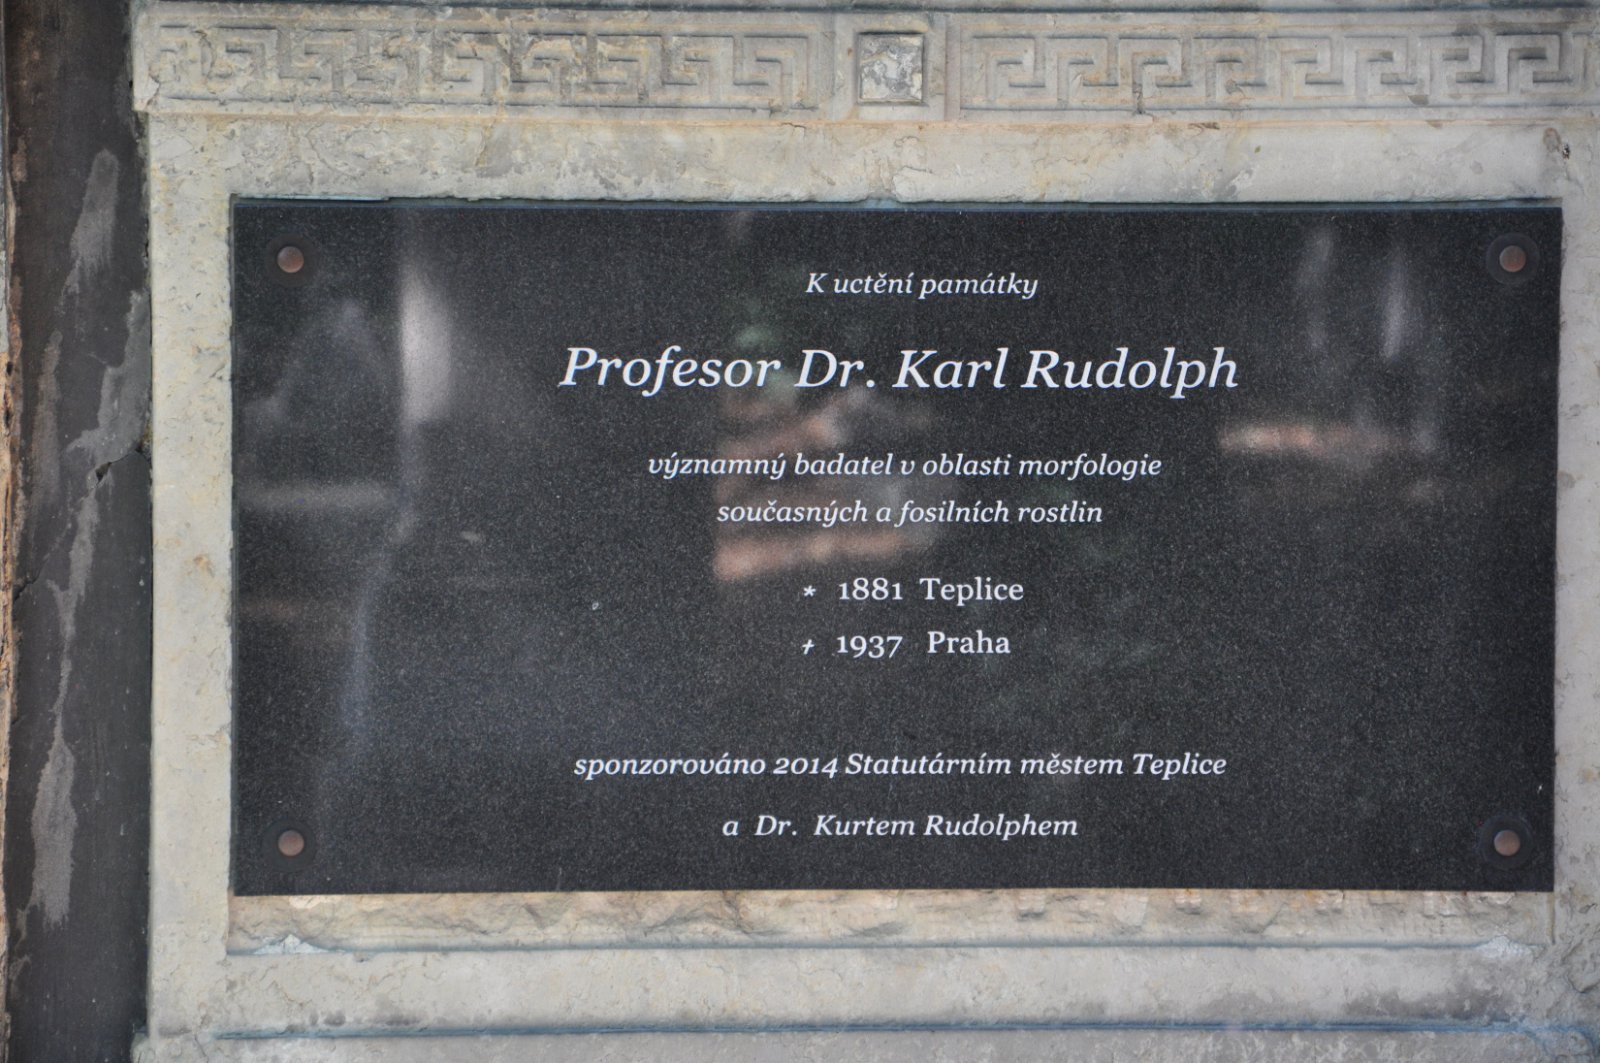 K uctění památky
Profesor Dr. Karl Rudolph
významný badatel v oblasti morfologie
současných a fosilních rostlin
* 1881 Teplice
† 1937 Praha
sponzorováno 2014 Statutárním městem Teplice
a Dr. Kurtem Rudolphem